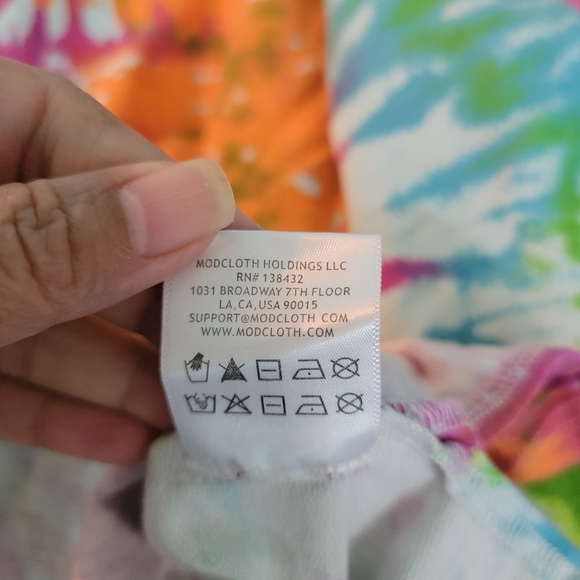 MODCLOTH HOLDINGS LLC
RN# 138432
1031 BROADWAY 7TH FLOOR
LA,CA,USA 90015
SUPPORT@MODCLOTH COM
WWW.MODCLOTH.COM